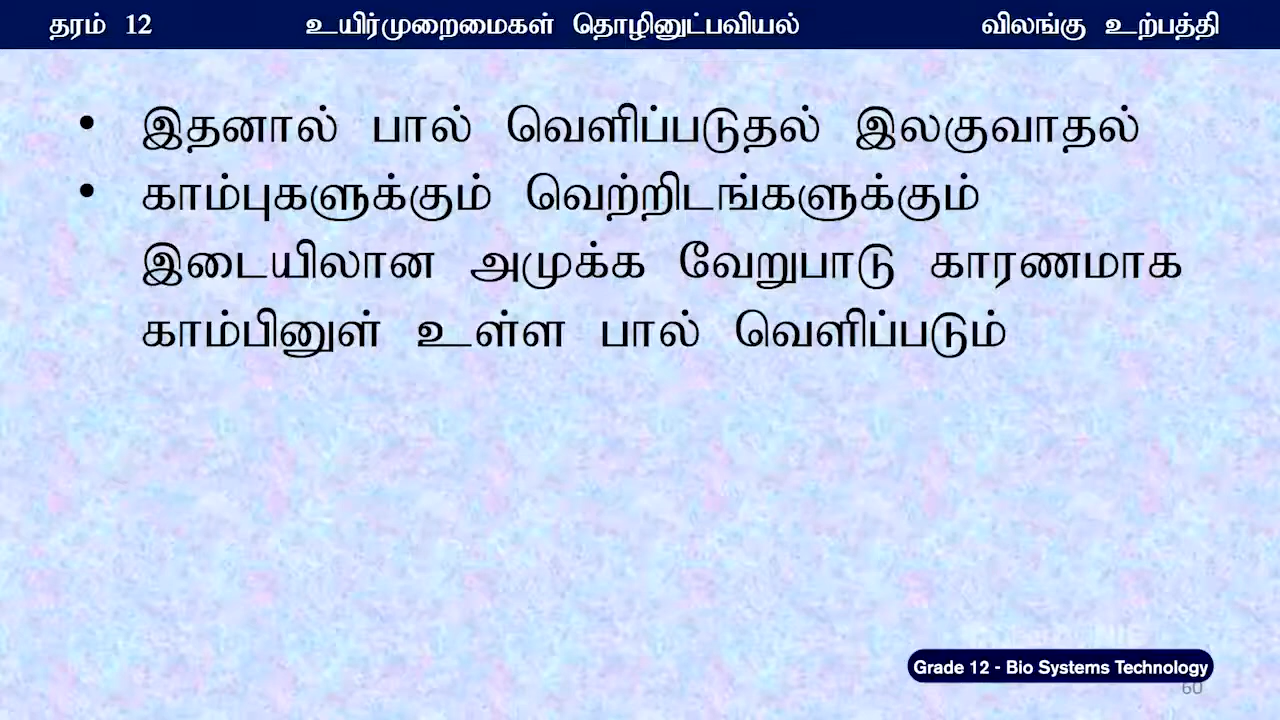 தரம் 12 உயிர்முறைமைகள் தொழினுட்பவியல் விலங்கு உற்பத்தி
• இதனால் பால் வெளிப்படுதல் இலகுவாதல்
• காம்புகளுக்கும் வெற்றிடங்களுக்கும்
இடையிலான அமுக்க வேறுபாடு காரணமாக
காம்பினுள் உள்ள பால் வெளிப்படும்
Grade 12 - Bio Systems Technology
60